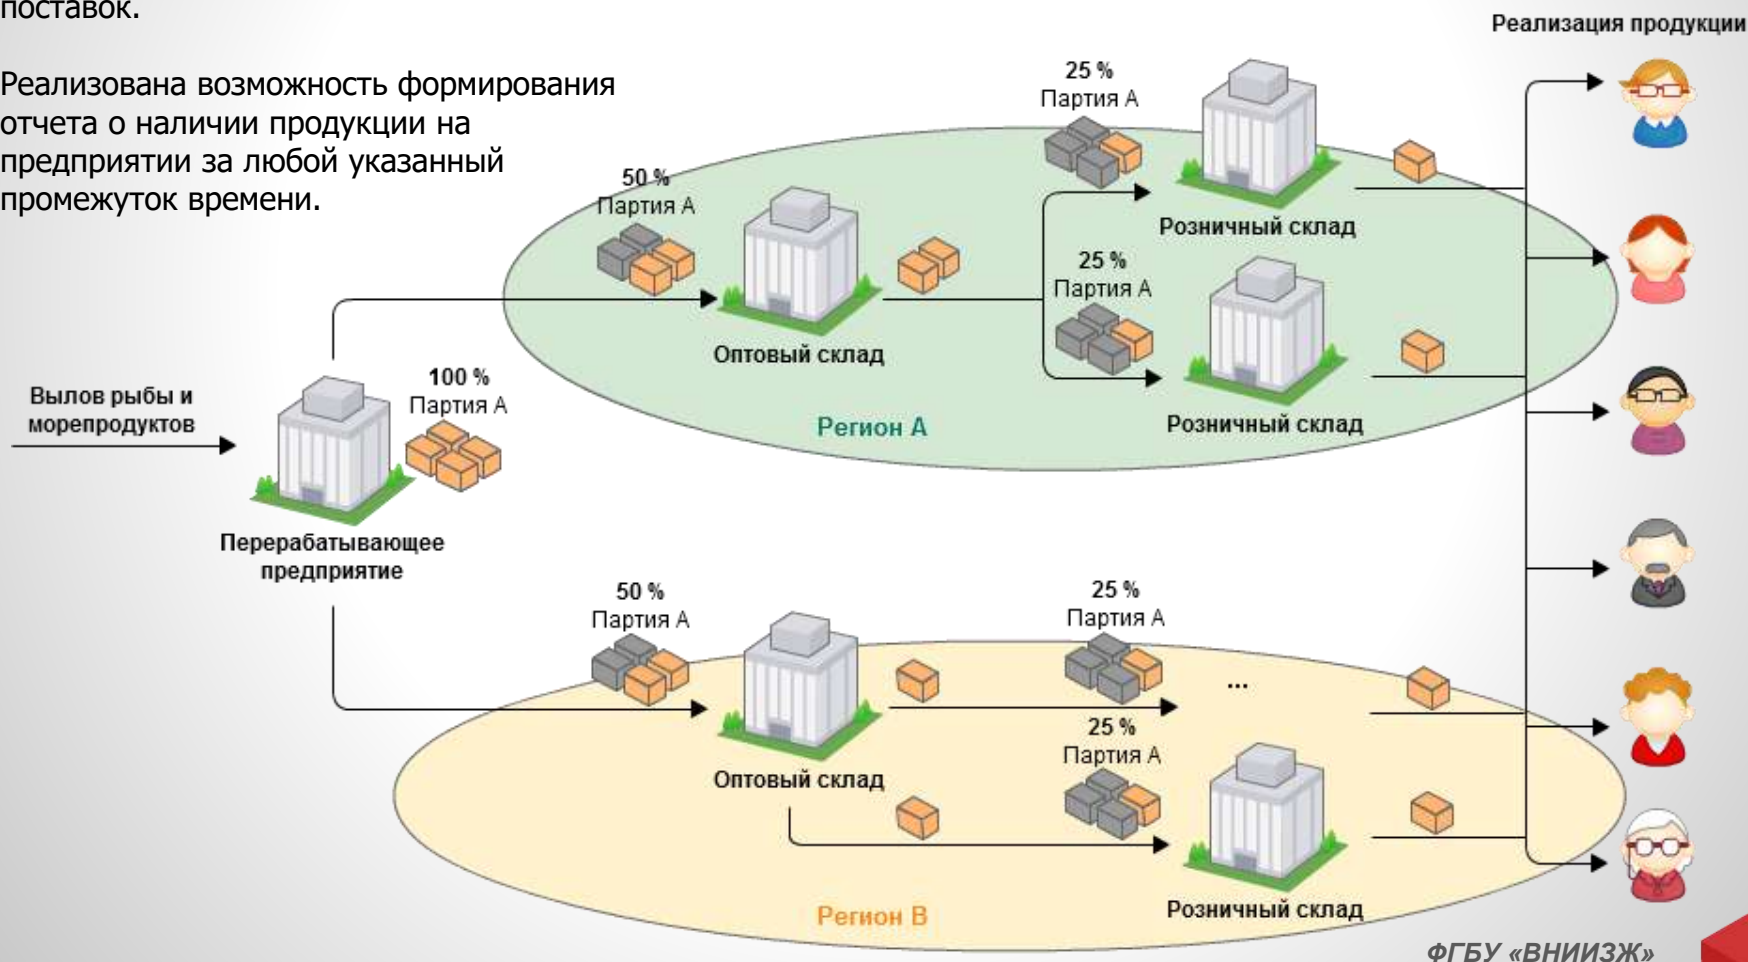 поставок.
Реализована возможность формирования
отчета о наличии продукции на
предприятии за любой указанный
промежуток времени.
Реализация продукции
25 %
Партия А
50 %
Партия А
Розничный склад
25 %
Партия А
Оптовый склад
Розничный склад
Регион А
Вылов рыбы и
морепродуктов
100 %
Партия А
Перерабатывающее
предприятие
50 %
Партия А
25 %
Партия А
...
25 %
Партия А
Оптовый склад
Розничный склад
Регион В
ФГБУ «ВНИИЗЖ»